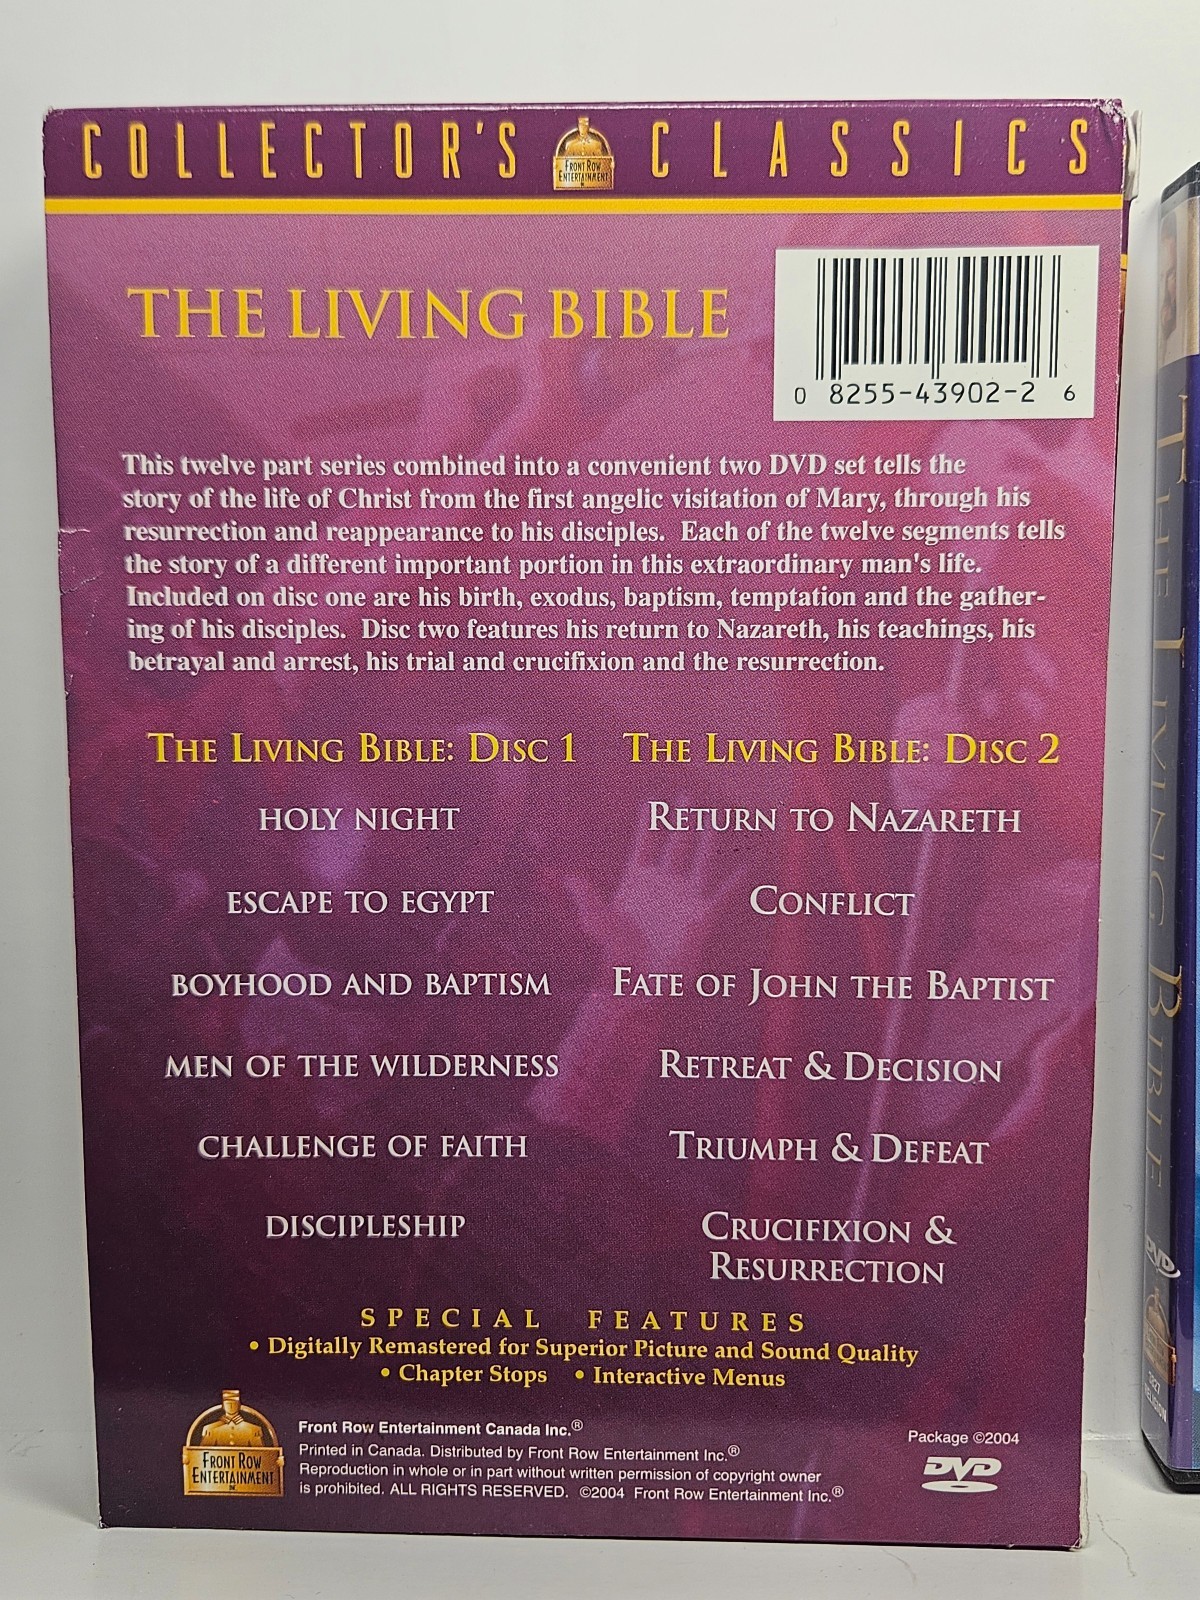 COLLECTOR'S CLASSICS
FRONT ROW
ENTERTAINMENT
THE LIVING BIBLE
0 8255-43902-2 6
This twelve part series combined into a convenient two DVD set tells the
story of the life of Christ from the first angelic visitation of Mary, through his
resurrection and reappearance to his disciples. Each of the twelve segments tells
the story of a different important portion in this extraordinary man's life.
Included on disc one are his birth, exodus, baptism, temptation and the gather-
ing of his disciples. Disc two features his return to Nazareth, his teachings, his
betrayal and arrest, his trial and crucifixion and the resurrection.
THE LIVING BIBLE: DISC 1
HOLY NIGHT
ESCAPE TO EGYPT
BOYHOOD AND BAPTISM
MEN OF THE WILDERNESS
CHALLENGE OF FAITH
DISCIPLESHIP
THE LIVING BIBLE: DISC 2
RETURN TO NAZARETH
CONFLICT
FATE OF JOHN THE BAPTIST
RETREAT & DECISION
TRIUMPH & DEFEAT
CRUCIFIXION &
RESURRECTION
SPECIAL FEATURES
• Digitally Remastered for Superior Picture and Sound Quality
• Chapter Stops • Interactive Menus
FRONT ROW
ENTERTAINMENT
Front Row Entertainment Canada Inc.®
Printed in Canada. Distributed by Front Row Entertainment Inc.®
Reproduction in whole or in part without written permission of copyright owner
is prohibited. ALL RIGHTS RESERVED. ©2004 Front Row Entertainment Inc.®
Package ©2004
DVD
THE LIVING BIBLE
DVD
1827
RELIGION